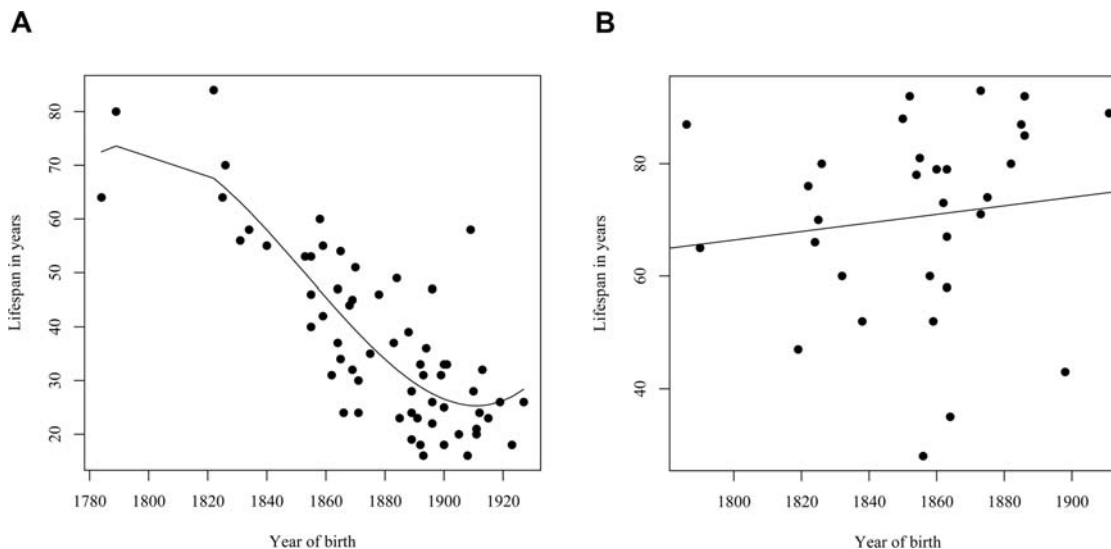 A
B
80
70
60
50
40
30
20
Lifespan in years
1780 1800 1820 1840 1860 1880 1900 1920
Year of birth
80
60
40
Lifespan in years
1800 1820 1840 1860 1880 1900
Year of birth